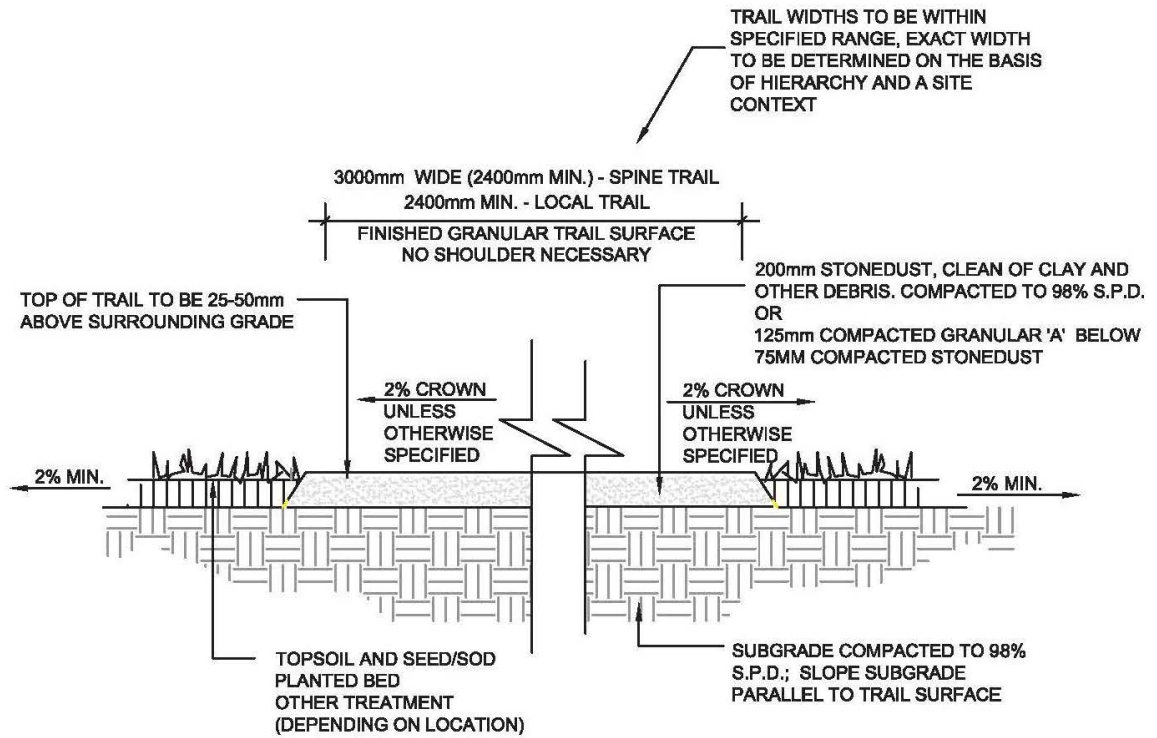 TRAIL WIDTHS TO BE WITHIN
SPECIFIED RANGE, EXACT WIDTH
TO BE DETERMINED ON THE BASIS
OF HIERARCHY AND A SITE
CONTEXT
3000mm WIDE (2400mm MIN.) - SPINE TRAIL
2400mm MIN. - LOCAL TRAIL
FINISHED GRANULAR TRAIL SURFACE
NO SHOULDER NECESSARY
TOP OF TRAIL TO BE 25-50mm
ABOVE SURROUNDING GRADE
200mm STONEDUST, CLEAN OF CLAY AND
OTHER DEBRIS. COMPACTED TO 98% S.P.D.
OR
125mm COMPACTED GRANULAR 'A' BELOW
75MM COMPACTED STONEDUST
2% CROWN
UNLESS
OTHERWISE
SPECIFIED
2% CROWN
UNLESS
OTHERWISE
SPECIFIED
2% MIN.
2% MIN.
TOPSOIL AND SEED/SOD
PLANTED BED
OTHER TREATMENT
(DEPENDING ON LOCATION)
SUBGRADE COMPACTED TO 98%
S.P.D.; SLOPE SUBGRADE
PARALLEL TO TRAIL SURFACE